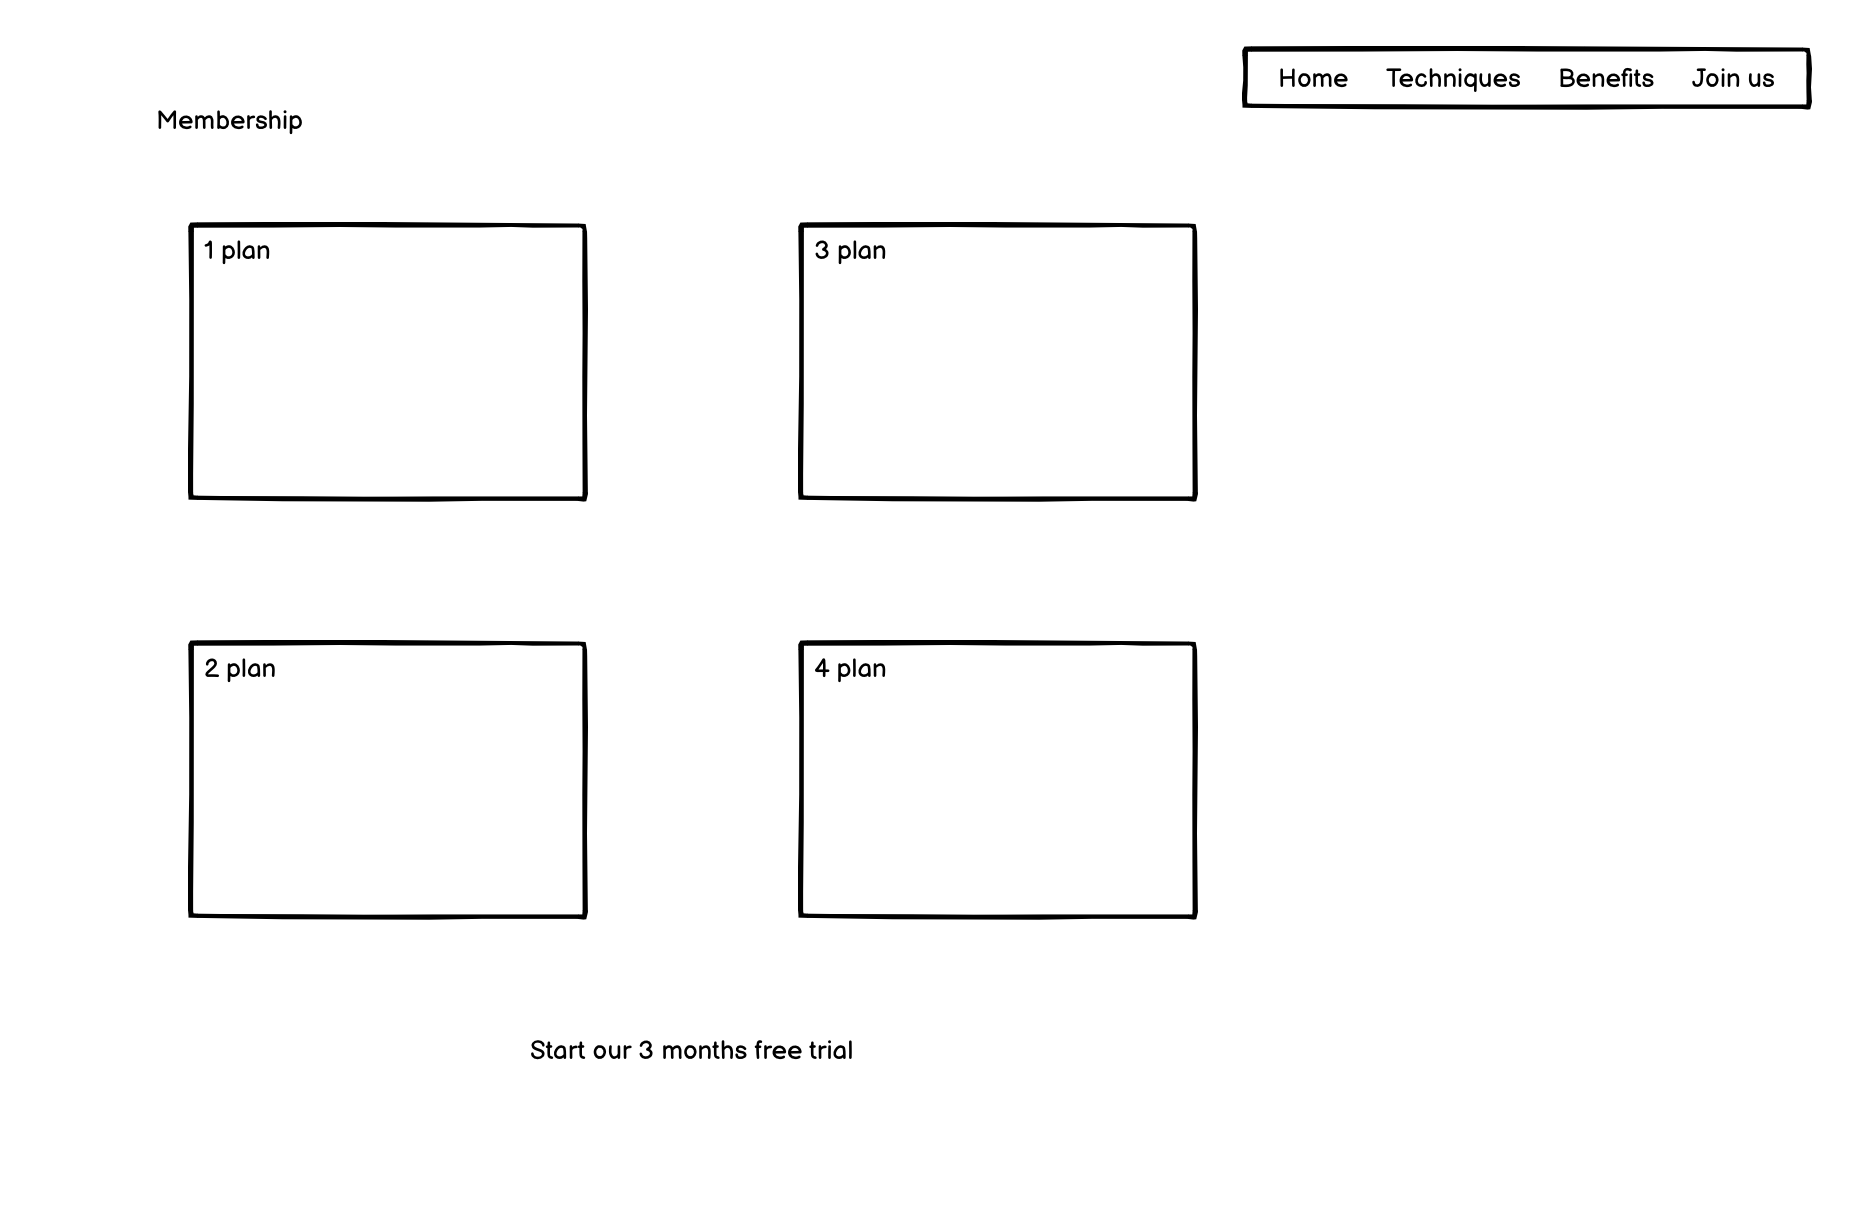 Home Techniques Benefits Join us
Membership
1 plan
3 plan
2 plan
4 plan
Start our 3 months free trial